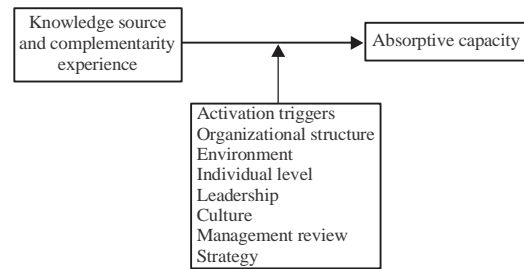 Knowledge source
and complementarity
experience
Absorptive capacity
Activation triggers
Organizational structure
Environment
Individual level
Leadership
Culture
Management review
Strategy